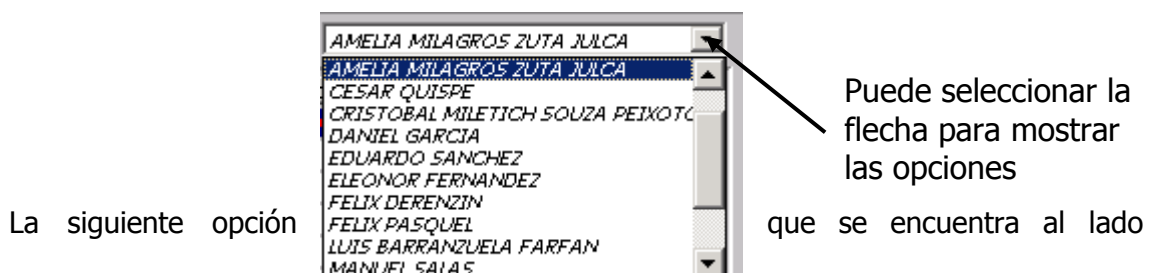 AMELIA MILAGROS ZUTA JULCA
AMELIA MILAGROS ZUTA JULCA
CESAR QUISPE
CRISTOBAL MILETICH SOUZA PEIXOTO
DANIEL GARCIA
EDUARDO SANCHEZ
ELEONOR FERNANDEZ
FELIX DERENZIN
FELIX PASQUEL
LUIS BARRANZUELA FARFAN
MANUEL SALAS
Puede seleccionar la
flecha para mostrar
las opciones
La siguiente opción que se encuentra al lado